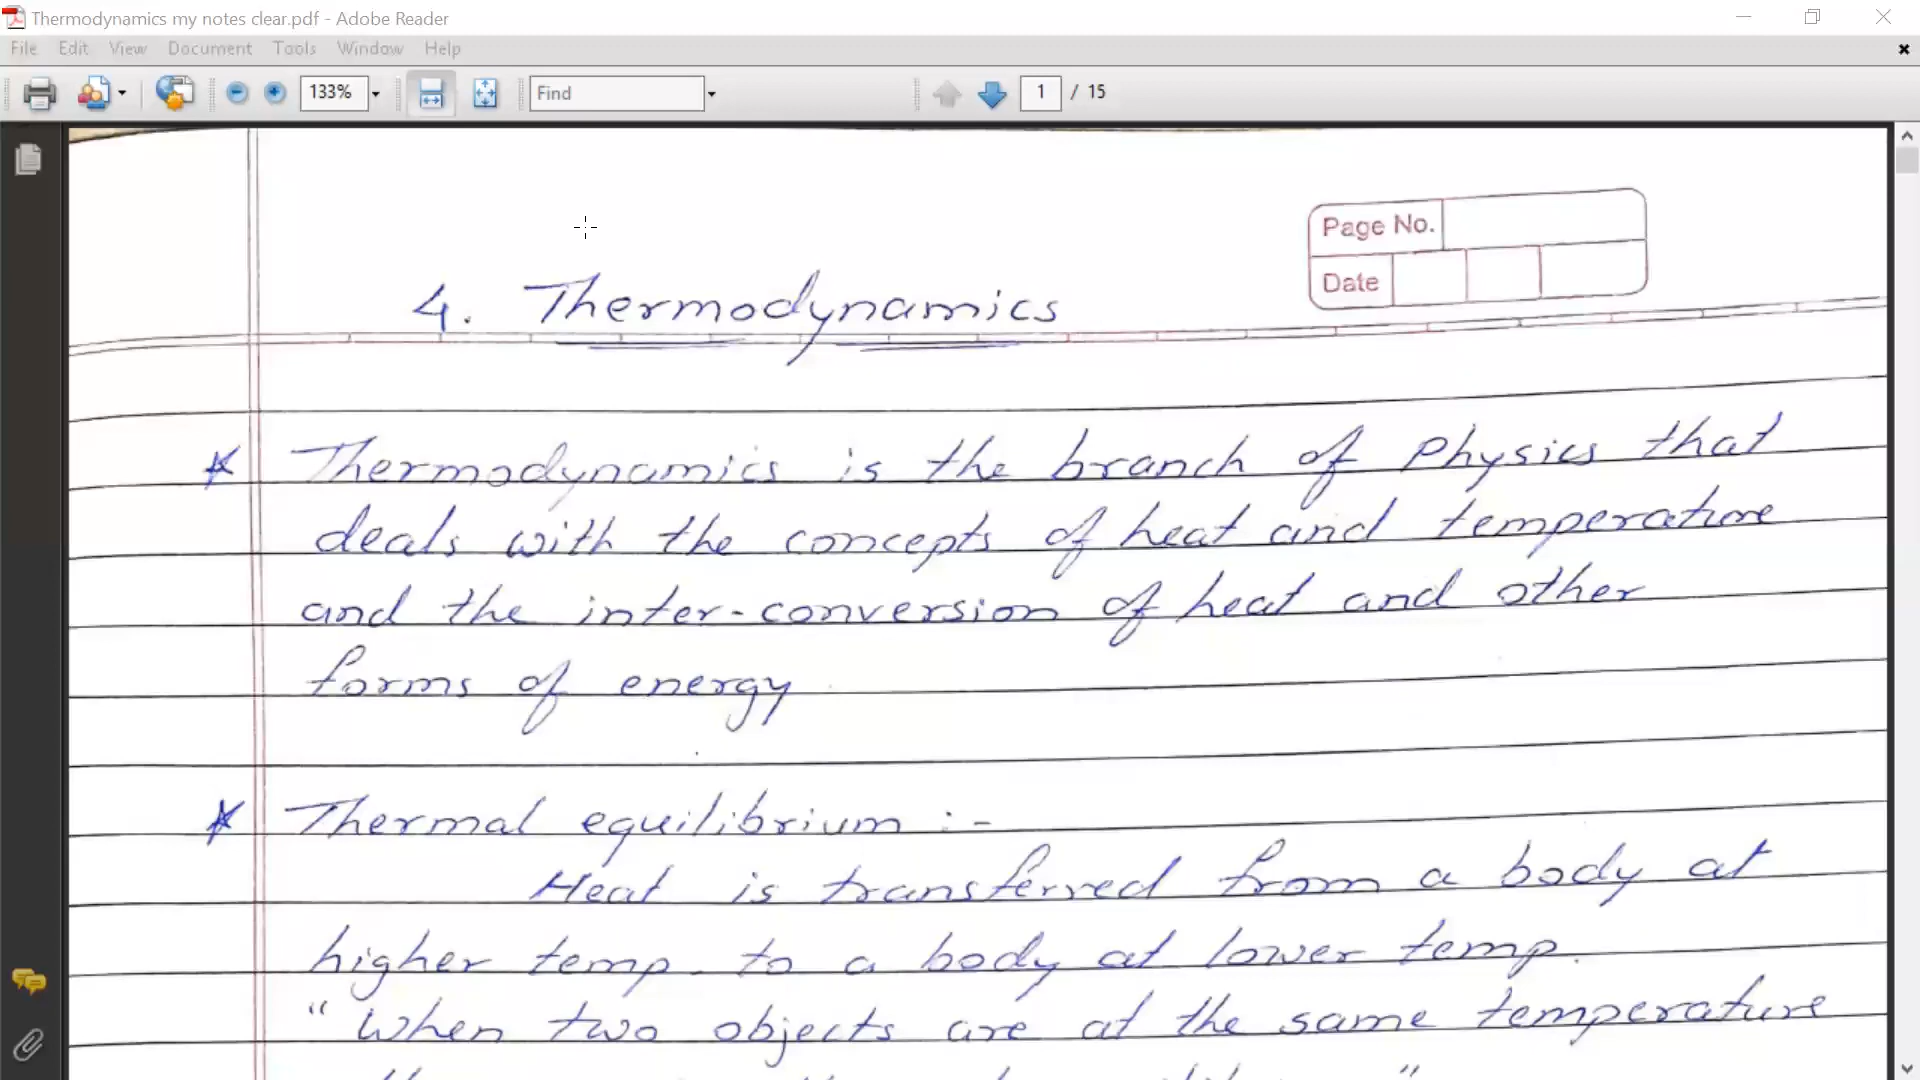 Thermodynamics my notes clear.pdf - Adobe Reader
File Edit View Document Tools Window Help
133% Find 1 / 15
Page No.
Date
4. Thermodynamics
Thermodynamics is the branch of physics that
deals with the concepts of heat and temperature
and the inter-conversion of heat and other
forms of energy
Thermal equilibrium :-
Heat is transferred from a body at
higher temp. to a body at lower temp.
" When two objects are at the same temperature